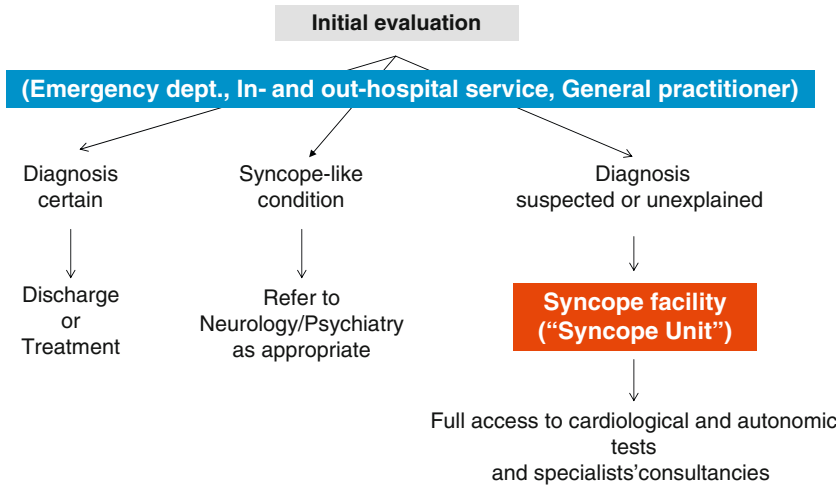 Initial evaluation
(Emergency dept., In- and out-hospital service, General practitioner)
Diagnosis
certain
Discharge
or
Treatment
Syncope-like
condition
Refer to
Neurology/Psychiatry
as appropriate
Diagnosis
suspected or unexplained
Syncope facility
(“Syncope Unit”)
Full access to cardiological and autonomic
tests
and specialists’consultancies